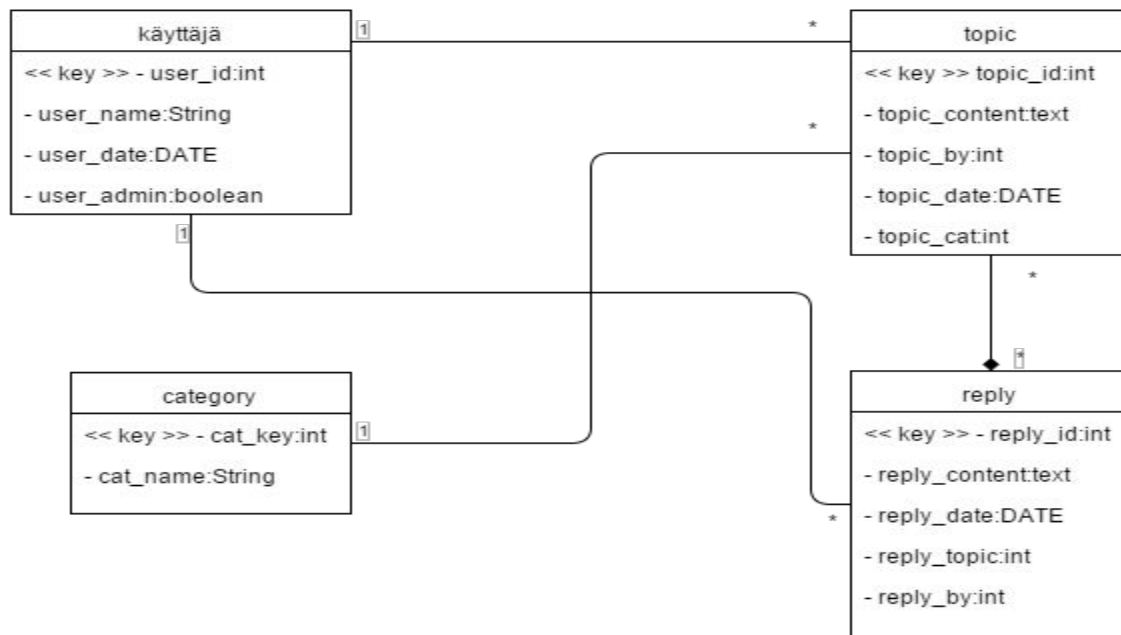 käyttäjä
<< key >> - user_id:int
- user_name:String
- user_date:DATE
- user_admin:boolean
1
*
topic
<< key >> topic_id:int
- topic_content:text
- topic_by:int
- topic_date:DATE
- topic_cat:int
*
1
*
*
category
<< key >> - cat_key:int
- cat_name:String
1
reply
<< key >> - reply_id:int
- reply_content:text
- reply_date:DATE
- reply_topic:int
- reply_by:int
*